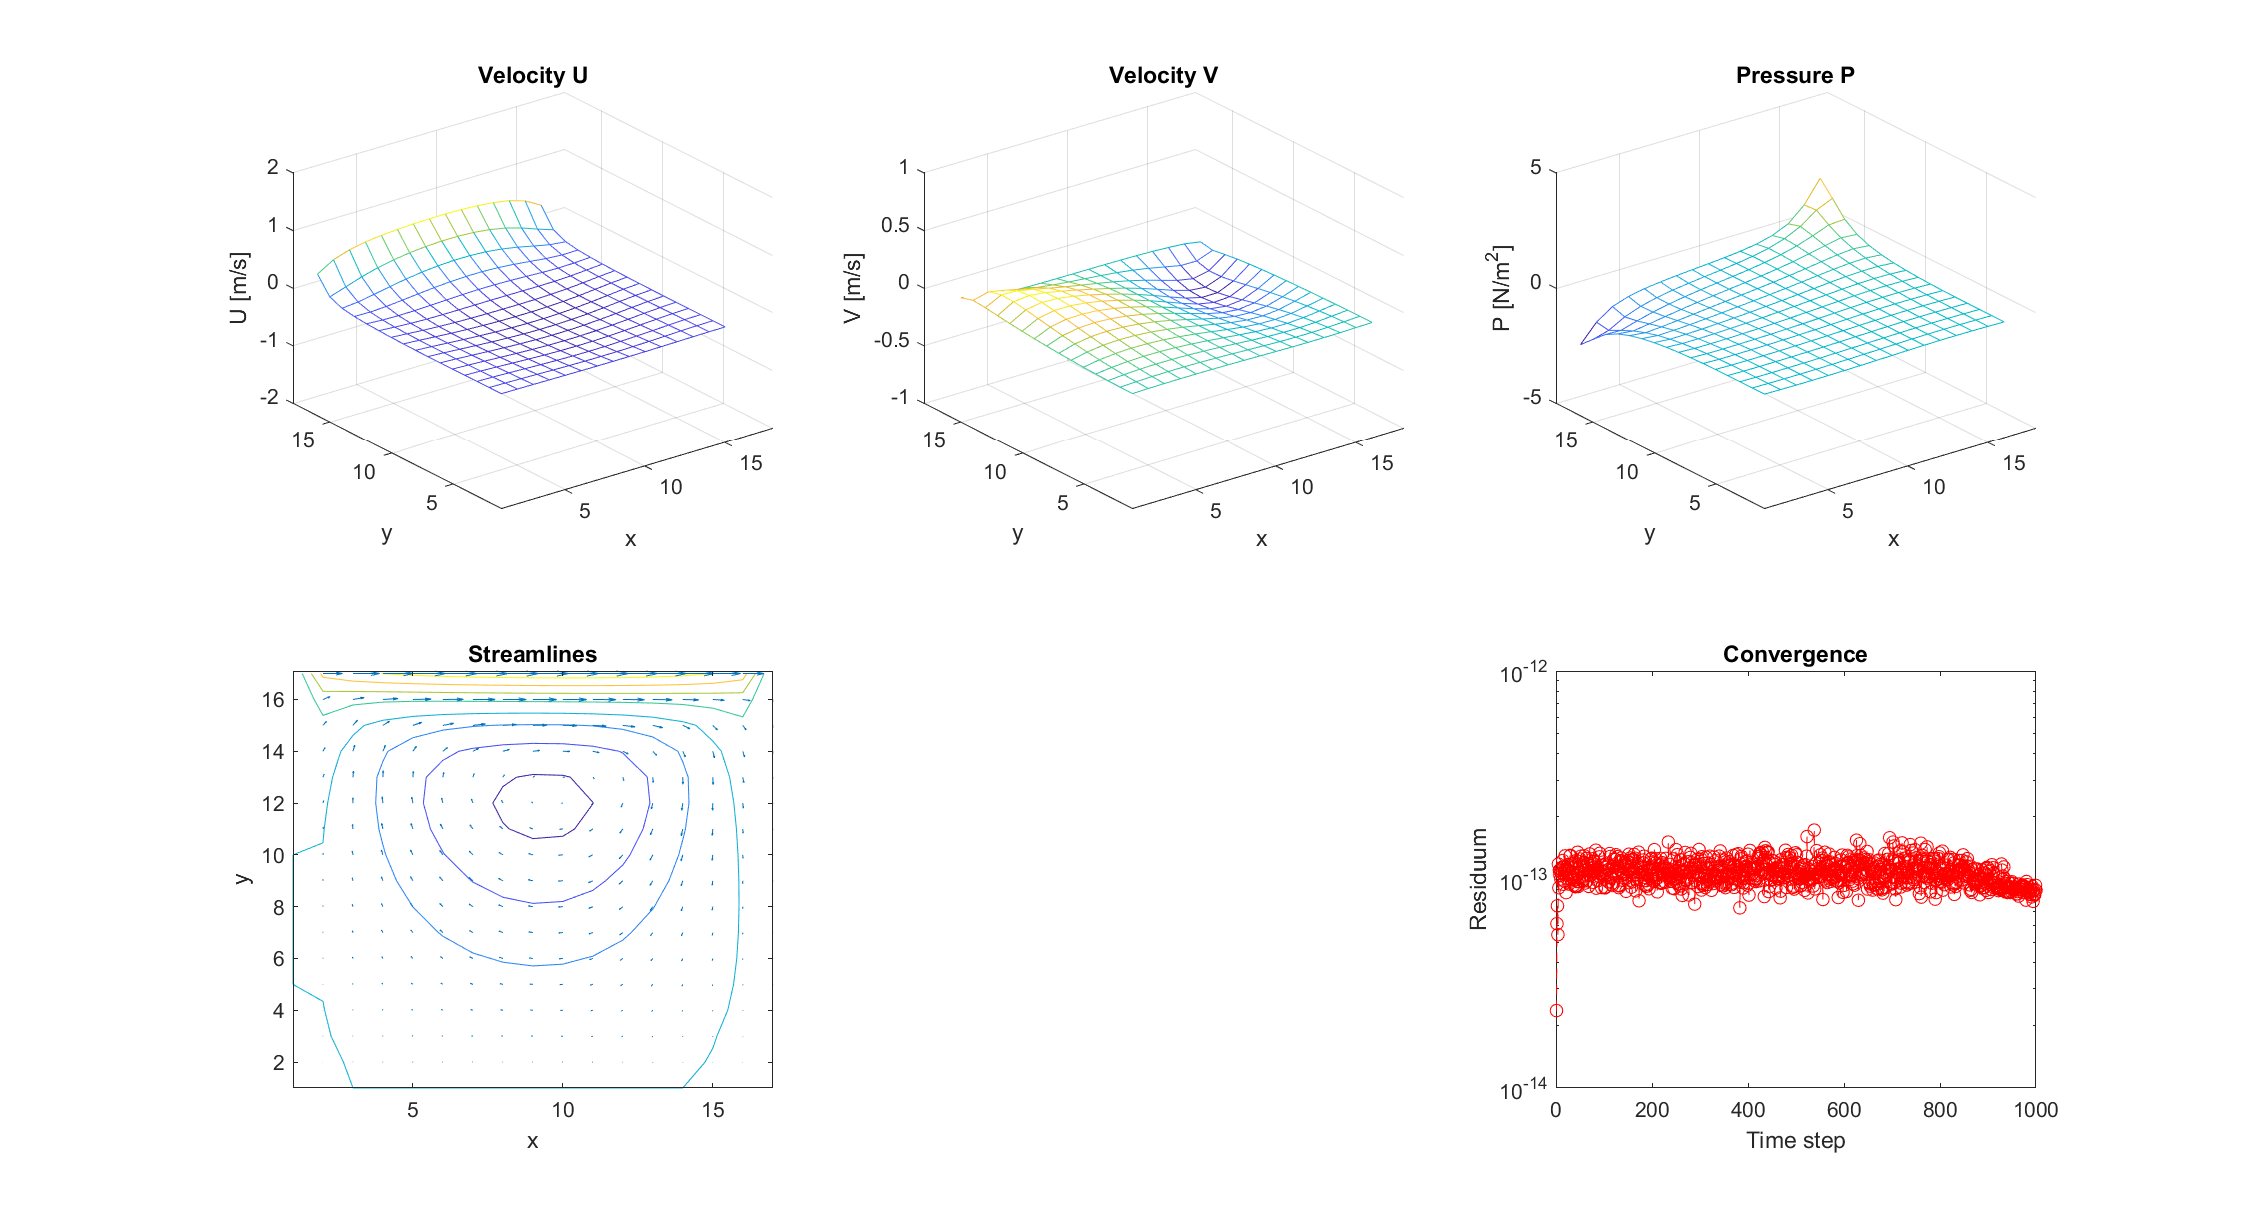 Velocity U
2
1
0
-1
-2
U [m/s]
15
10
5
y
5
10
15
x
Velocity V
1
0.5
0
-0.5
-1
V [m/s]
15
10
5
y
5
10
15
x
Pressure P
5
0
-5
P [N/m²]
15
10
5
y
5
10
15
x
Streamlines
16
14
12
10
8
6
4
2
y
5
10
15
x
Convergence
10⁻¹²
10⁻¹³
10⁻¹⁴
Residuum
0 200 400 600 800 1000
Time step